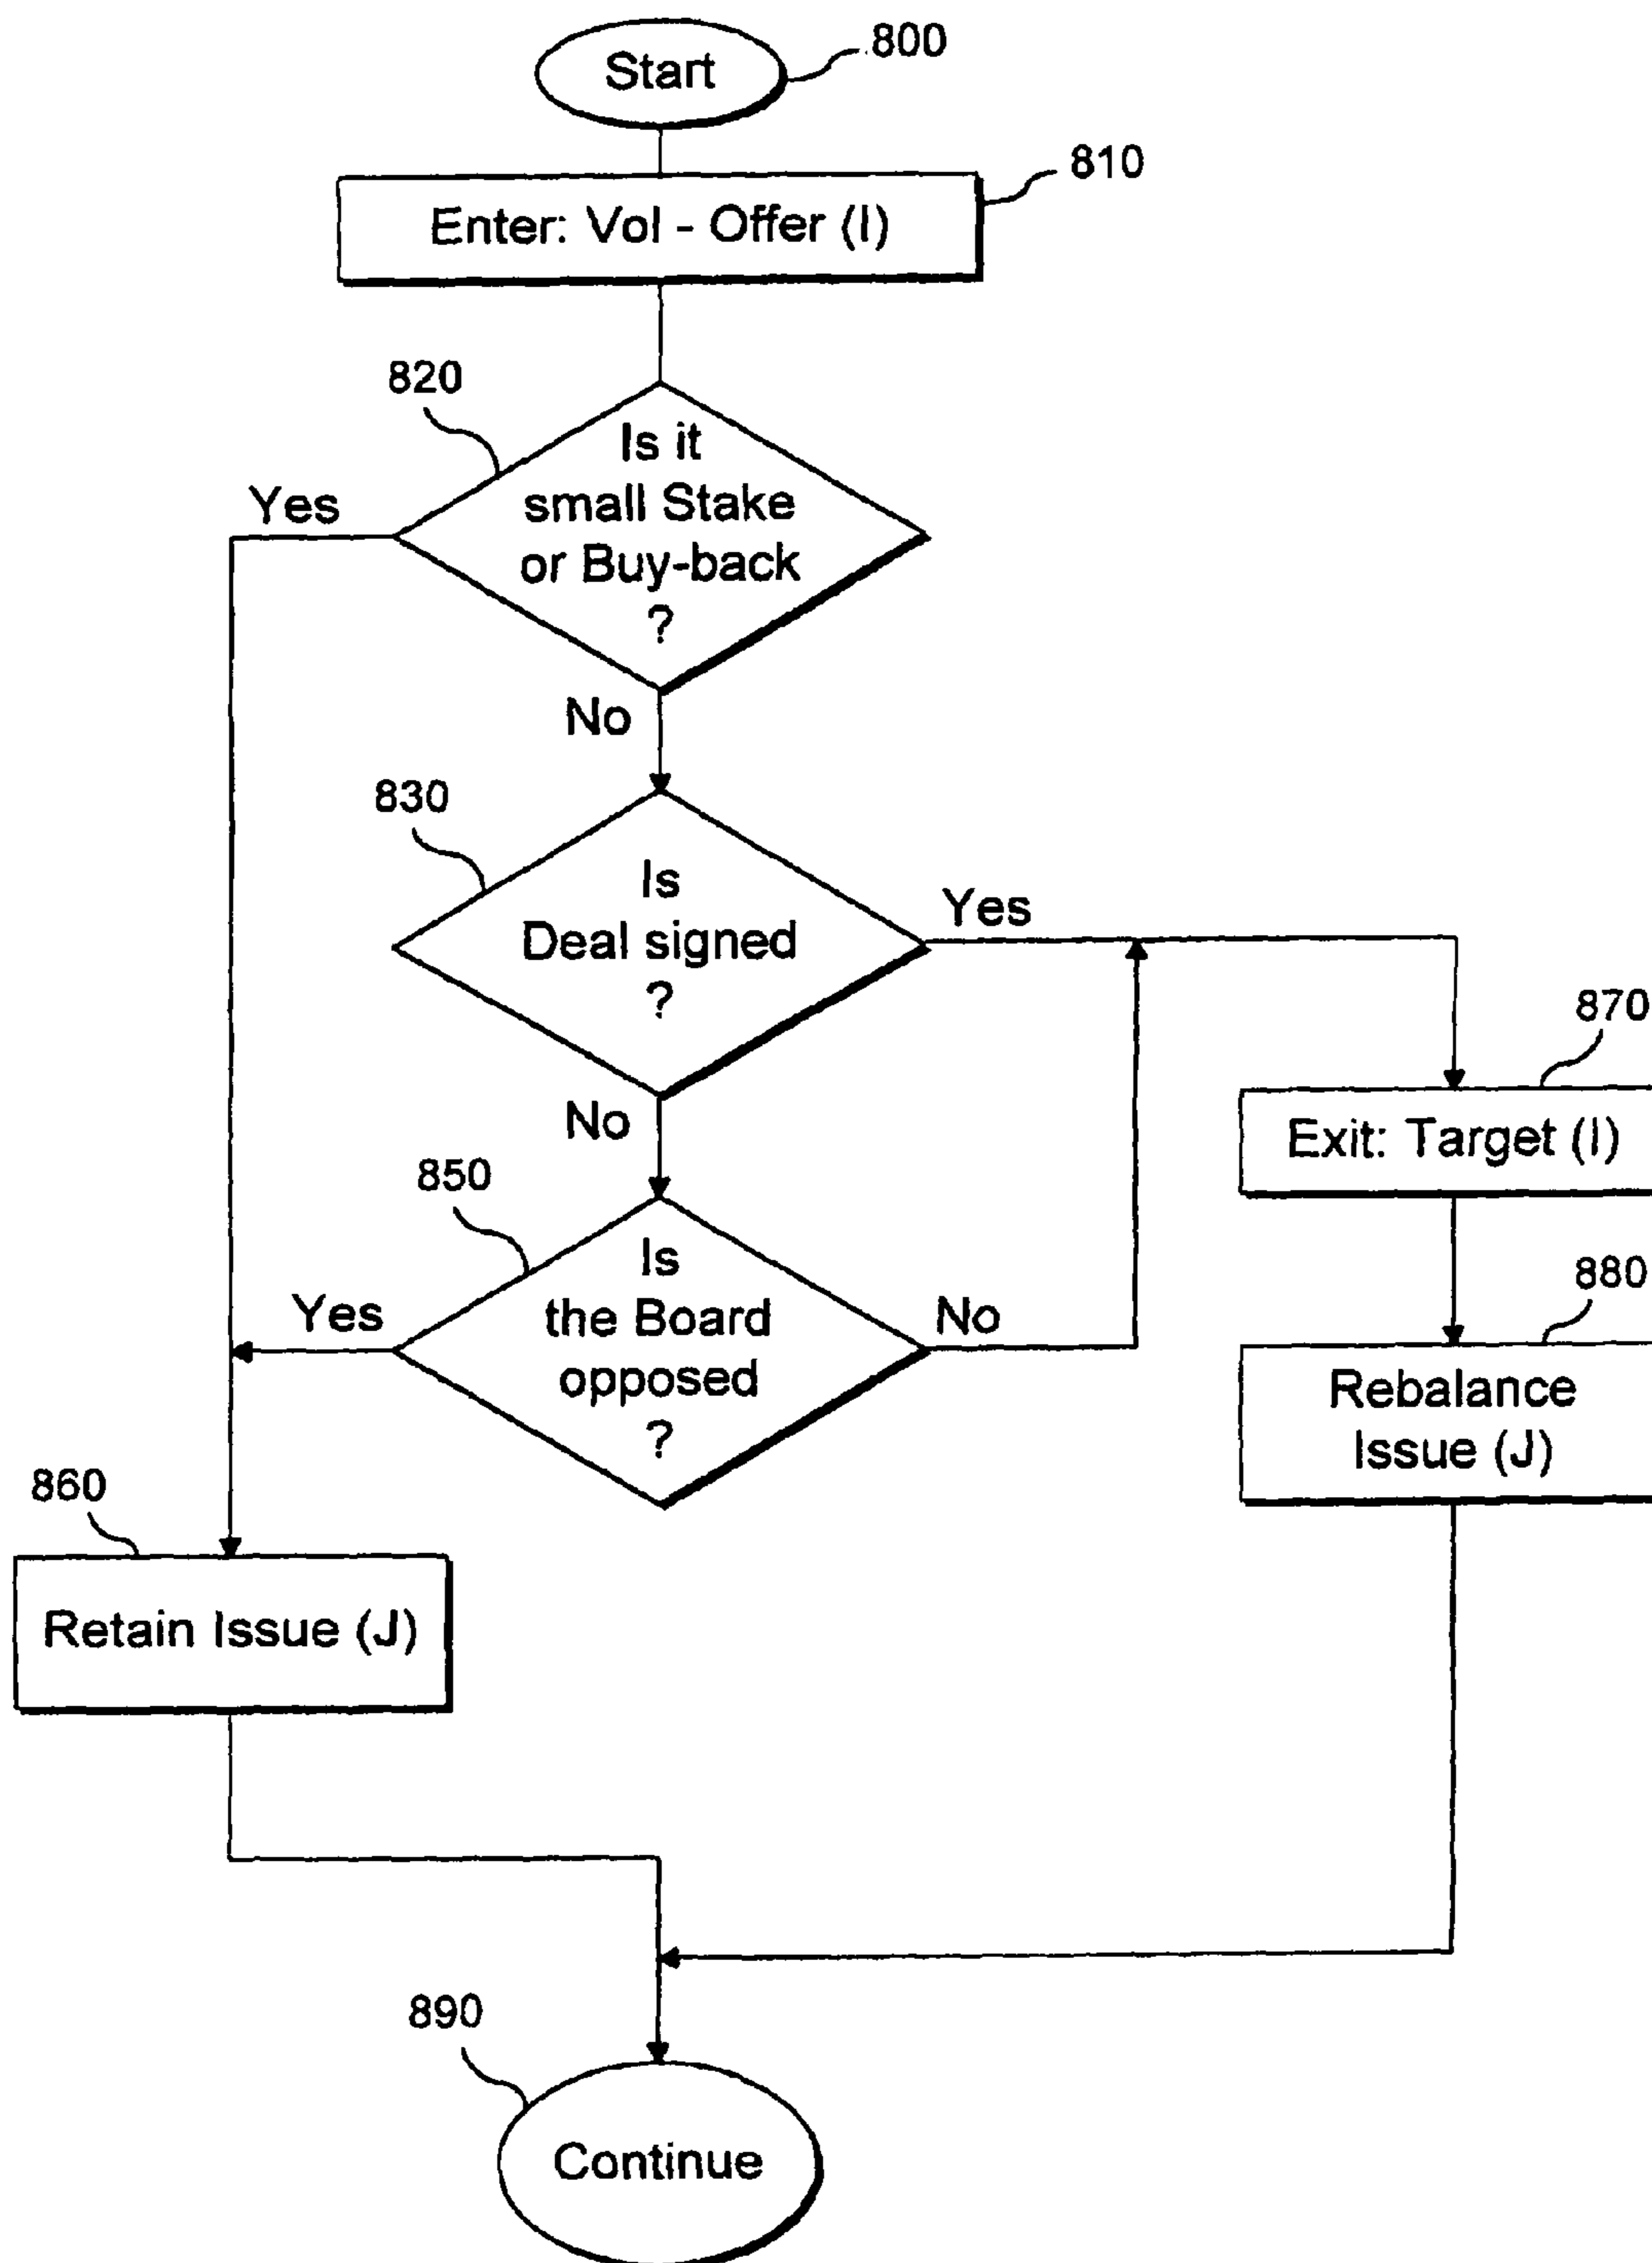 Start
800
810
Enter: Vol - Offer (I)
820
Is it
small Stake
or Buy-back
?
Yes
No
830
Is
Deal signed
?
Yes
No
870
Exit: Target (I)
850
Is
the Board
opposed
?
Yes
No
880
Rebalance
Issue (J)
860
Retain Issue (J)
890
Continue